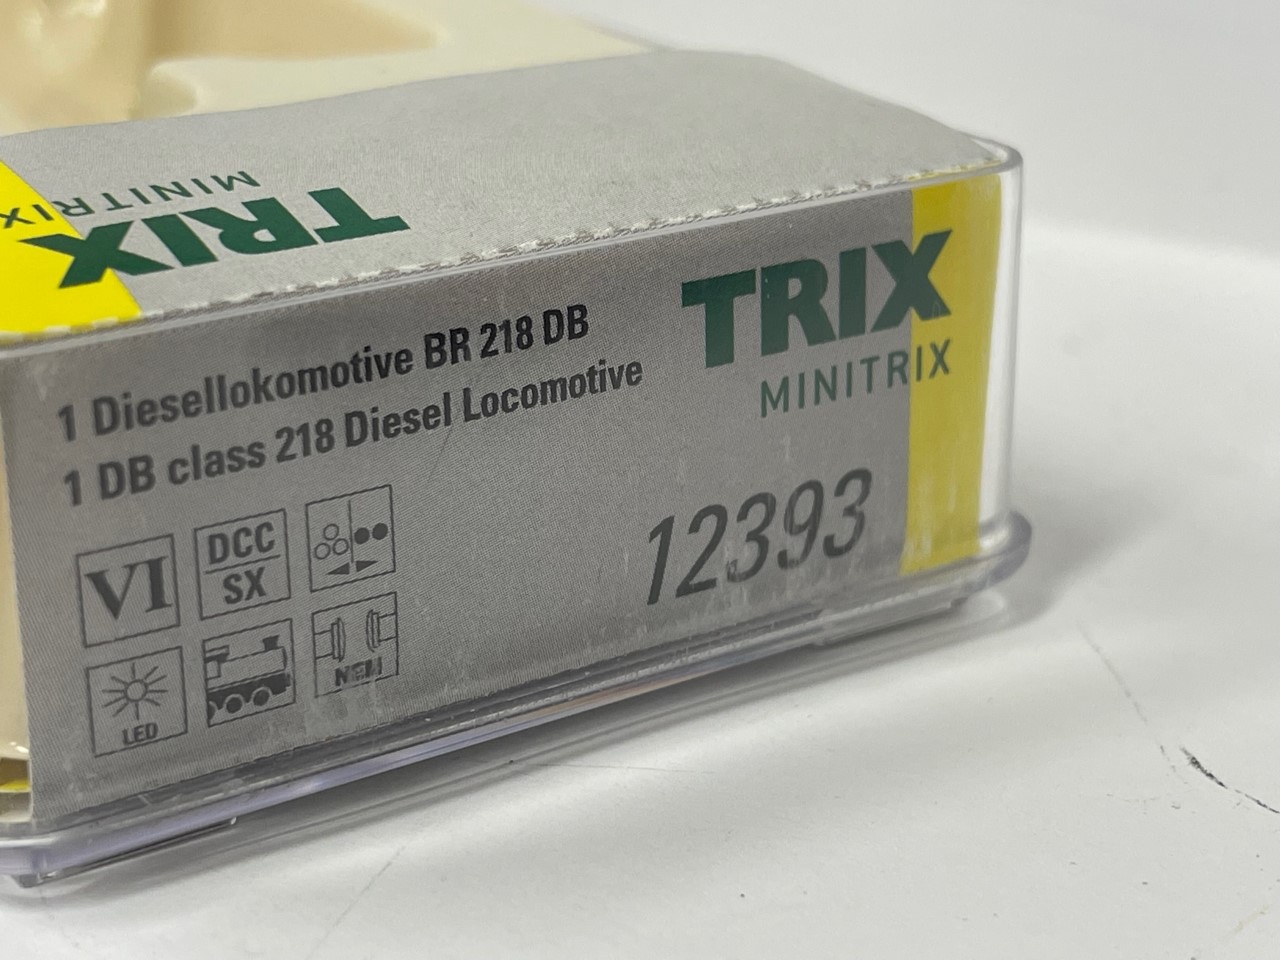 TRIX
MINITRIX
MINITRIX
1 Diesellokomotive BR 218 DB
1 DB class 218 Diesel Locomotive
TRIX
MINITRIX
12393
VI
DCC
SX
LED
NEM